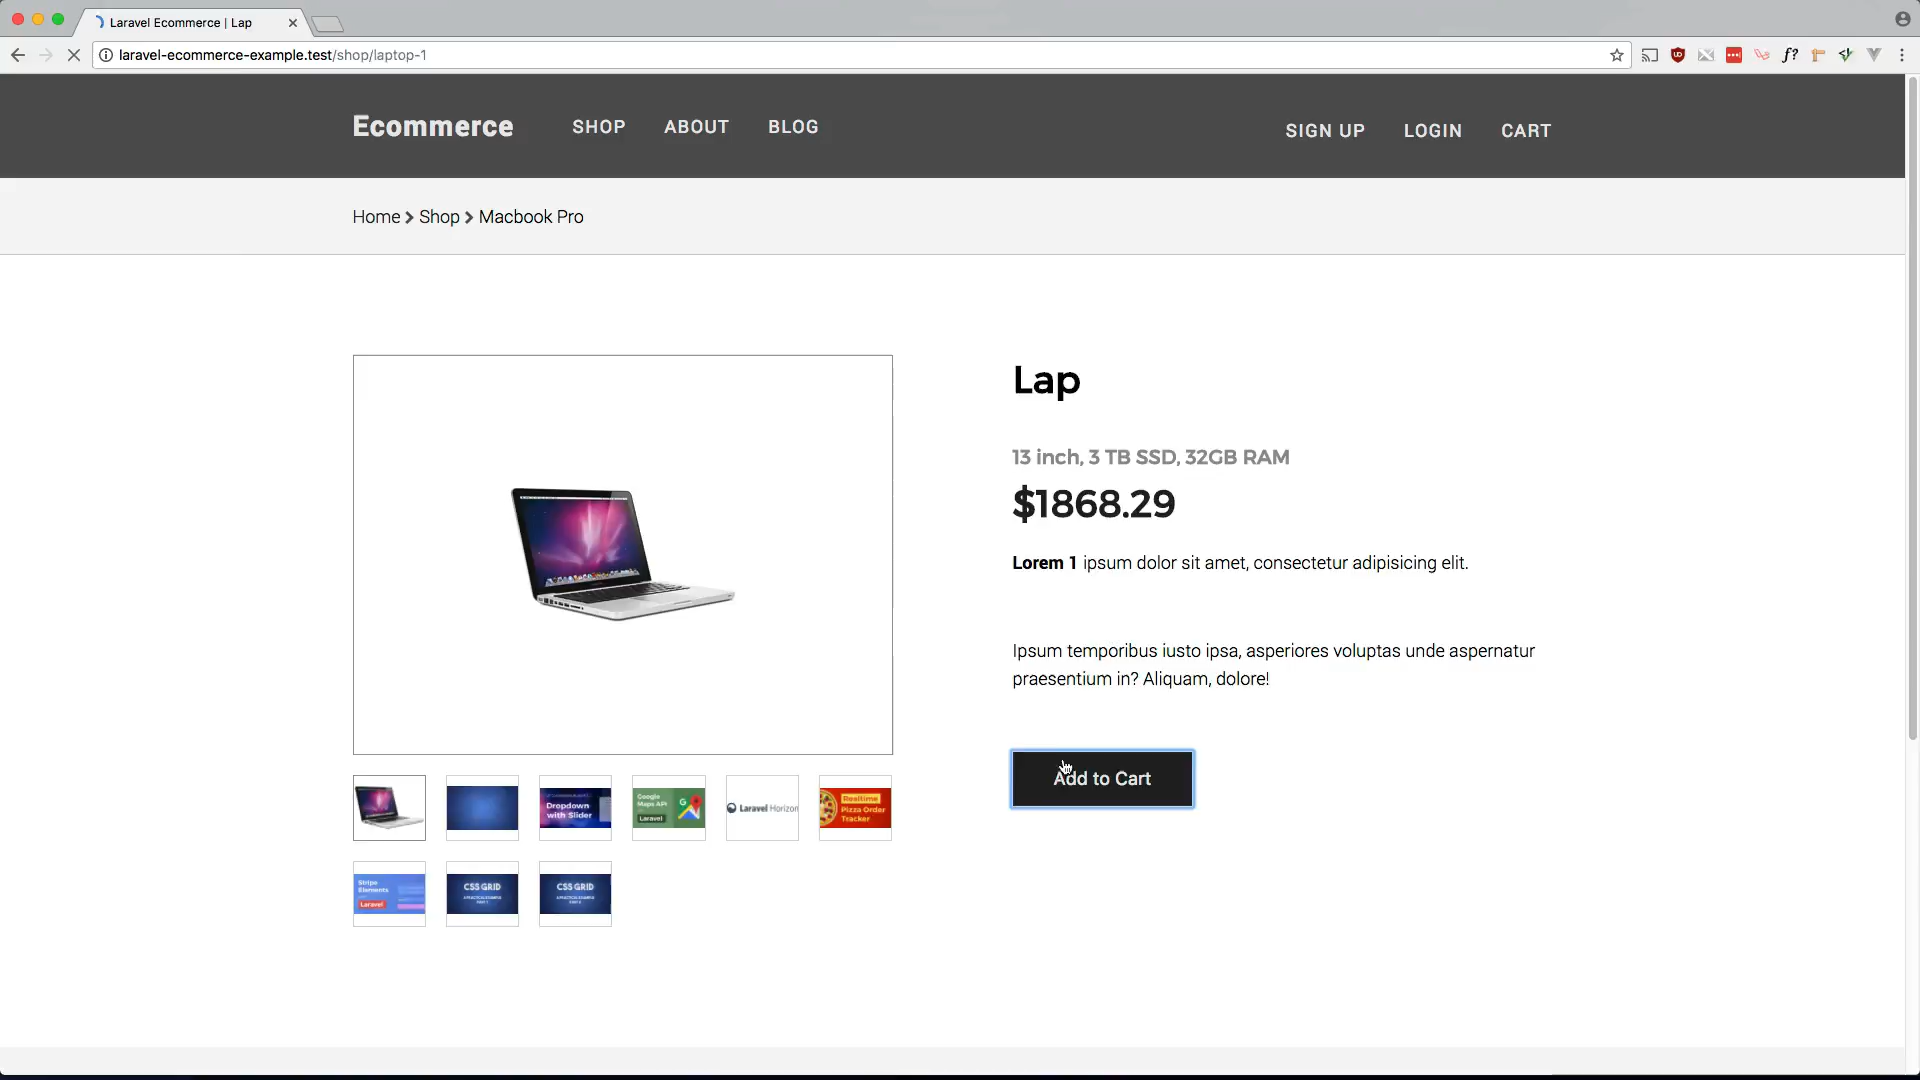 Laravel Ecommerce | Lap
laravel-ecommerce-example.test/shop/laptop-1
Ecommerce SHOP ABOUT BLOG SIGN UP LOGIN CART
Home Shop Macbook Pro
Lap
13 inch, 3 TB SSD, 32GB RAM
$1868.29
Lorem 1 ipsum dolor sit amet, consectetur adipisicing elit.
Ipsum temporibus iusto ipsa, asperiores voluptas unde aspernatur
praesentium in? Aliquam, dolore!
Add to Cart
Dropdown
with Slider
Google
Maps API
Laravel
Laravel Horizon
Realtime
Pizza Order
Tracker
Stripe
Elements
Laravel
CSS GRID
CSS GRID